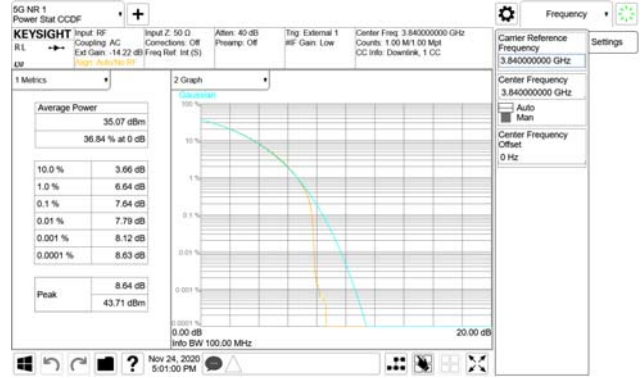 5G NR 1
Power Stat CCDF
Frequency
KEYSIGHT
Input: RF
Coupling: AC
Ext Gain: -14.22 dB
Align: Auto/No RF
Input Z: 50 Ω
Corrections: Off
Freq Ref: Int (S)
Atten: 40 dB
Preamp: Off
Trig: External 1
#IF Gain: Low
Center Freq: 3.840000000 GHz
Counts: 1.00 M/1.00 Mpt
CC Info: Downlink, 1 CC
RL
Carrier Reference
Frequency
3.840000000 GHz
Settings
Center Frequency
3.840000000 GHz
Auto
Man
Center Frequency
Offset
0 Hz
1 Metrics
Average Power
35.07 dBm
36.84 % at 0 dB
10.0 % 3.66 dB
1.0 % 6.64 dB
0.1 % 7.64 dB
0.01 % 7.79 dB
0.001 % 8.12 dB
0.0001 % 8.63 dB
Peak
8.64 dB
43.71 dBm
2 Graph
Gaussian
100 %
10 %
1 %
0.1 %
0.01 %
0.001 %
0.0001 %
0.00 dB
20.00 dB
Info BW 100.00 MHz
?
Nov 24, 2020
5:01:00 PM